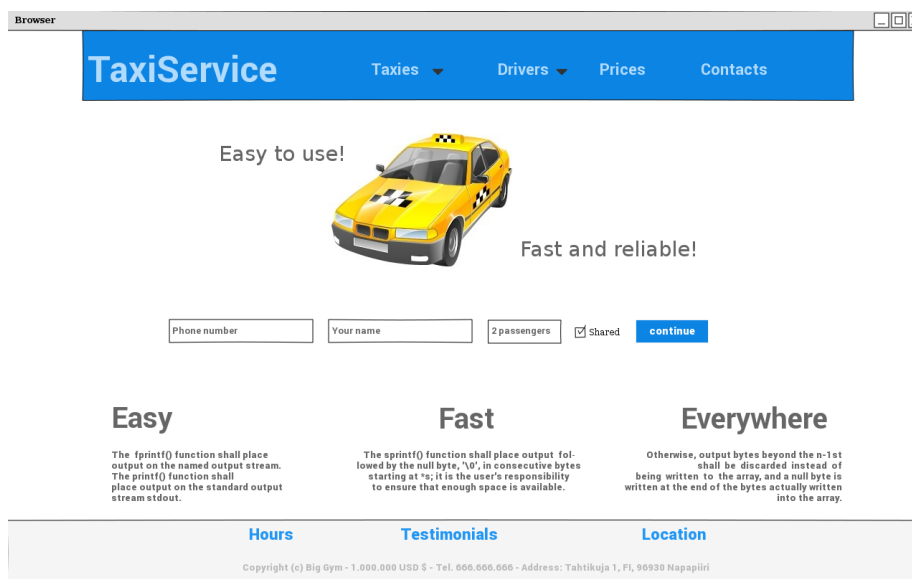 Browser
TaxiService
Taxies
Drivers
Prices
Contacts
Easy to use!
Fast and reliable!
Phone number
Your name
2 passengers
Shared
continue
Easy
The fprintf() function shall place
output on the named output stream.
The printf() function shall
place output on the standard output
stream stdout.
Fast
The sprintf() function shall place output fol-
lowed by the null byte, '\0', in consecutive bytes
starting at *s; it is the user's responsibility
to ensure that enough space is available.
Everywhere
Otherwise, output bytes beyond the n-1st
shall be discarded instead of
being written to the array, and a null byte is
written at the end of the bytes actually written
into the array.
Hours
Testimonials
Location
Copyright (c) Big Gym - 1.000.000 USD $ - Tel. 666.666.666 - Address: Tahtikuja 1, FI, 96930 Napapiiri